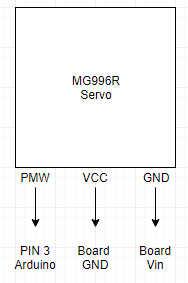 MG996R
Servo
PMW VCC GND
PIN 3 Board Board
Arduino GND Vin